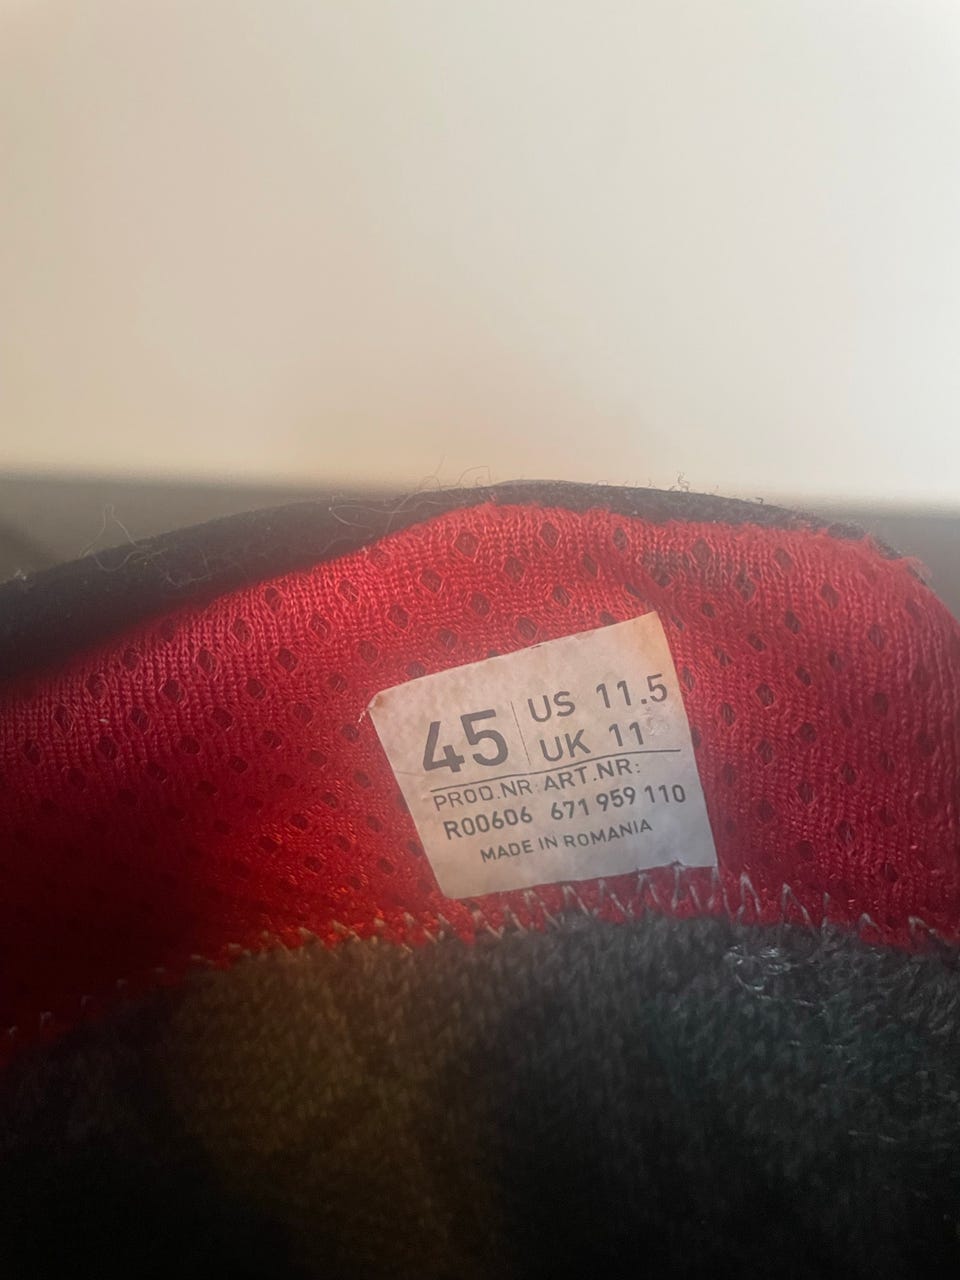 45 US 11.5
UK 11
PROD.NR: ART.NR:
R00606 671 959 110
MADE IN ROMANIA